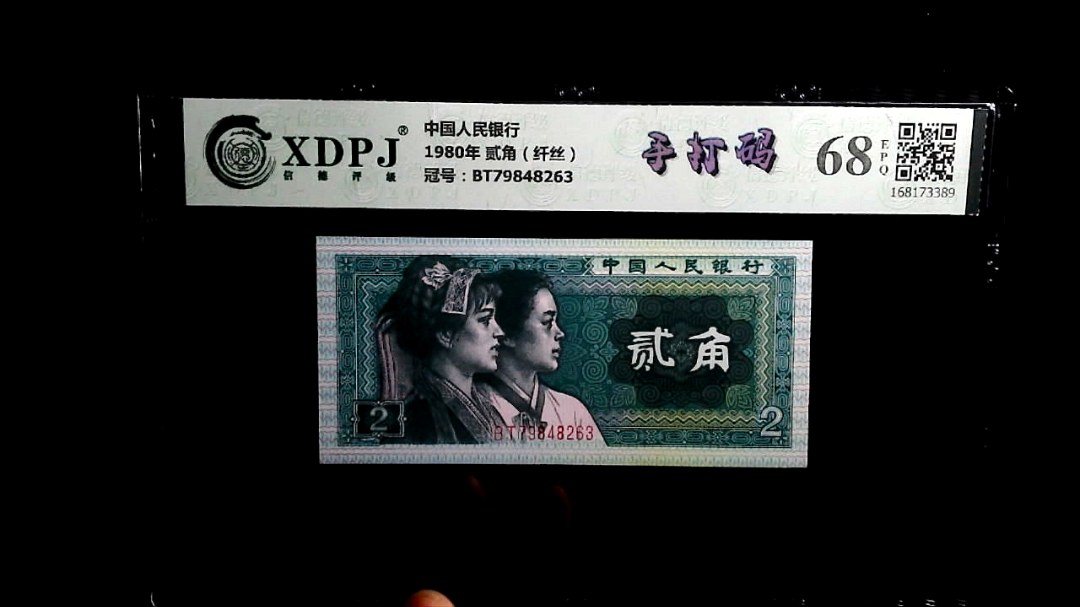 XDPJ®
信德评级
中国人民银行
1980年 贰角（纤丝）
冠号：BT79848263
手打码
68
EPQ
168173389
中国人民银行
贰角
2
2
BT79848263